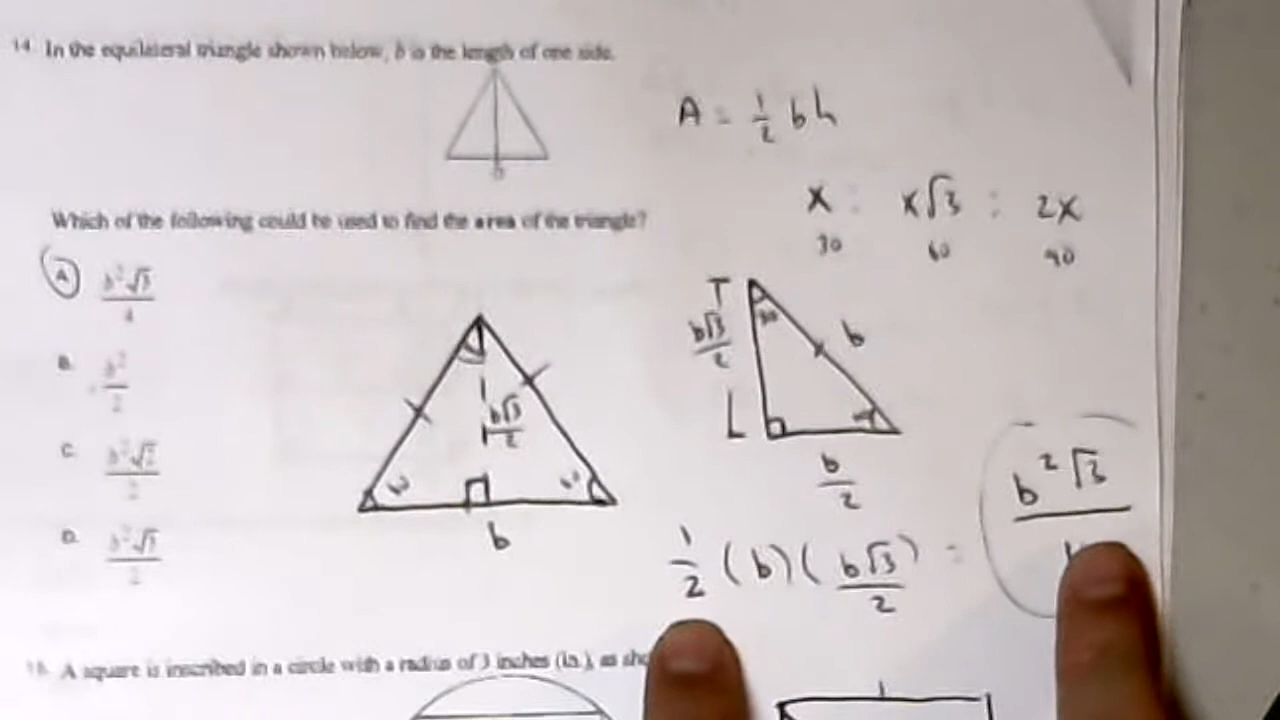 14. In the equilateral triangle shown below, b is the length of one side.
b
Which of the following could be used to find the area of the triangle?
A. b²√3/4
B. b²/2
C. b²√2/2
D. b²√3/2
A = 1/2 bh
x : x√3 : 2x
30 60 90
T
30
b√3/2
b
L
b/2
b√3/2
60 60
b
1/2 (b)(b√3/2) = b²√3
A square is inscribed in a circle with a radius of 3 inches (in.), as